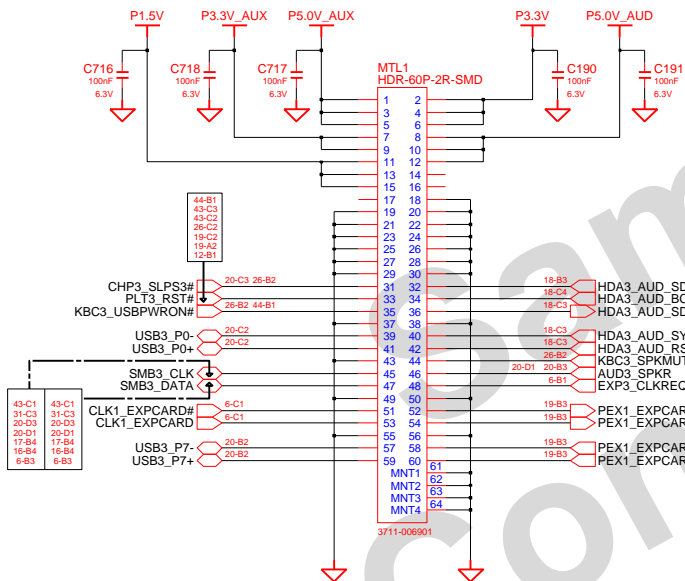 P1.5V P3.3V_AUX P5.0V_AUX P3.3V P5.0V_AUD
MTL1
HDR-60P-2R-SMD
C716 100nF 6.3V
C718 100nF 6.3V
C717 100nF 6.3V
C190 100nF 6.3V
C191 100nF 6.3V
1 2
3 4
5 6
7 8
9 10
11 12
13 14
15 16
17 18
19 20
21 22
23 24
25 26
27 28
29 30
44-B1
43-C3
43-C2
26-C2
19-C2
19-A2
12-B1
CHP3_SLPS3# 20-C3 26-B2 31 32 18-B3 HDA3_AUD_SD
PLT3_RST# 33 34 18-C4 HDA3_AUD_BC
KBC3_USBPWRON# 26-B2 44-B1 35 36 18-C3 HDA3_AUD_SD
37 38
USB3_P0- 20-C2 39 40 18-C3 HDA3_AUD_SY
USB3_P0+ 20-C2 41 42 18-C3 HDA3_AUD_RS
43 44 26-B2 KBC3_SPKMUT
SMB3_CLK 45 46 20-D1 20-B3 AUD3_SPKR
SMB3_DATA 47 48 6-B1 EXP3_CLKREQ
49 50
CLK1_EXPCARD# 6-C1 51 52 19-B3 PEX1_EXPCAR
CLK1_EXPCARD 6-C1 53 54 19-B3 PEX1_EXPCAR
55 56
USB3_P7- 20-B2 57 58 19-B3 PEX1_EXPCAR
USB3_P7+ 20-B2 59 60 19-B3 PEX1_EXPCAR
43-C1 43-C1
31-C3 31-C3
20-D3 20-D3
20-D1 20-D1
17-B4 17-B4
16-B4 16-B4
6-B3 6-B3
MNT1 61
MNT2 62
MNT3 63
MNT4 64
3711-006901
Sam
Con